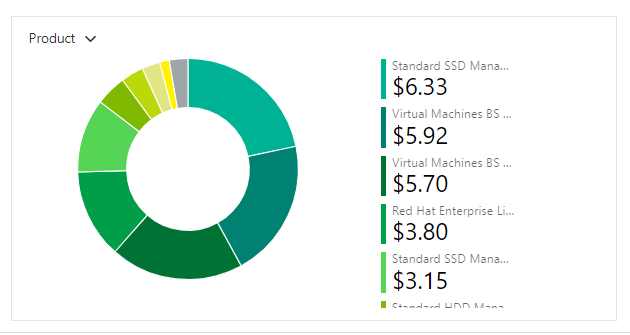 Product
Standard SSD Mana...
$6.33
Virtual Machines BS ...
$5.92
Virtual Machines BS ...
$5.70
Red Hat Enterprise Li...
$3.80
Standard SSD Mana...
$3.15
Standard HDD Mana...